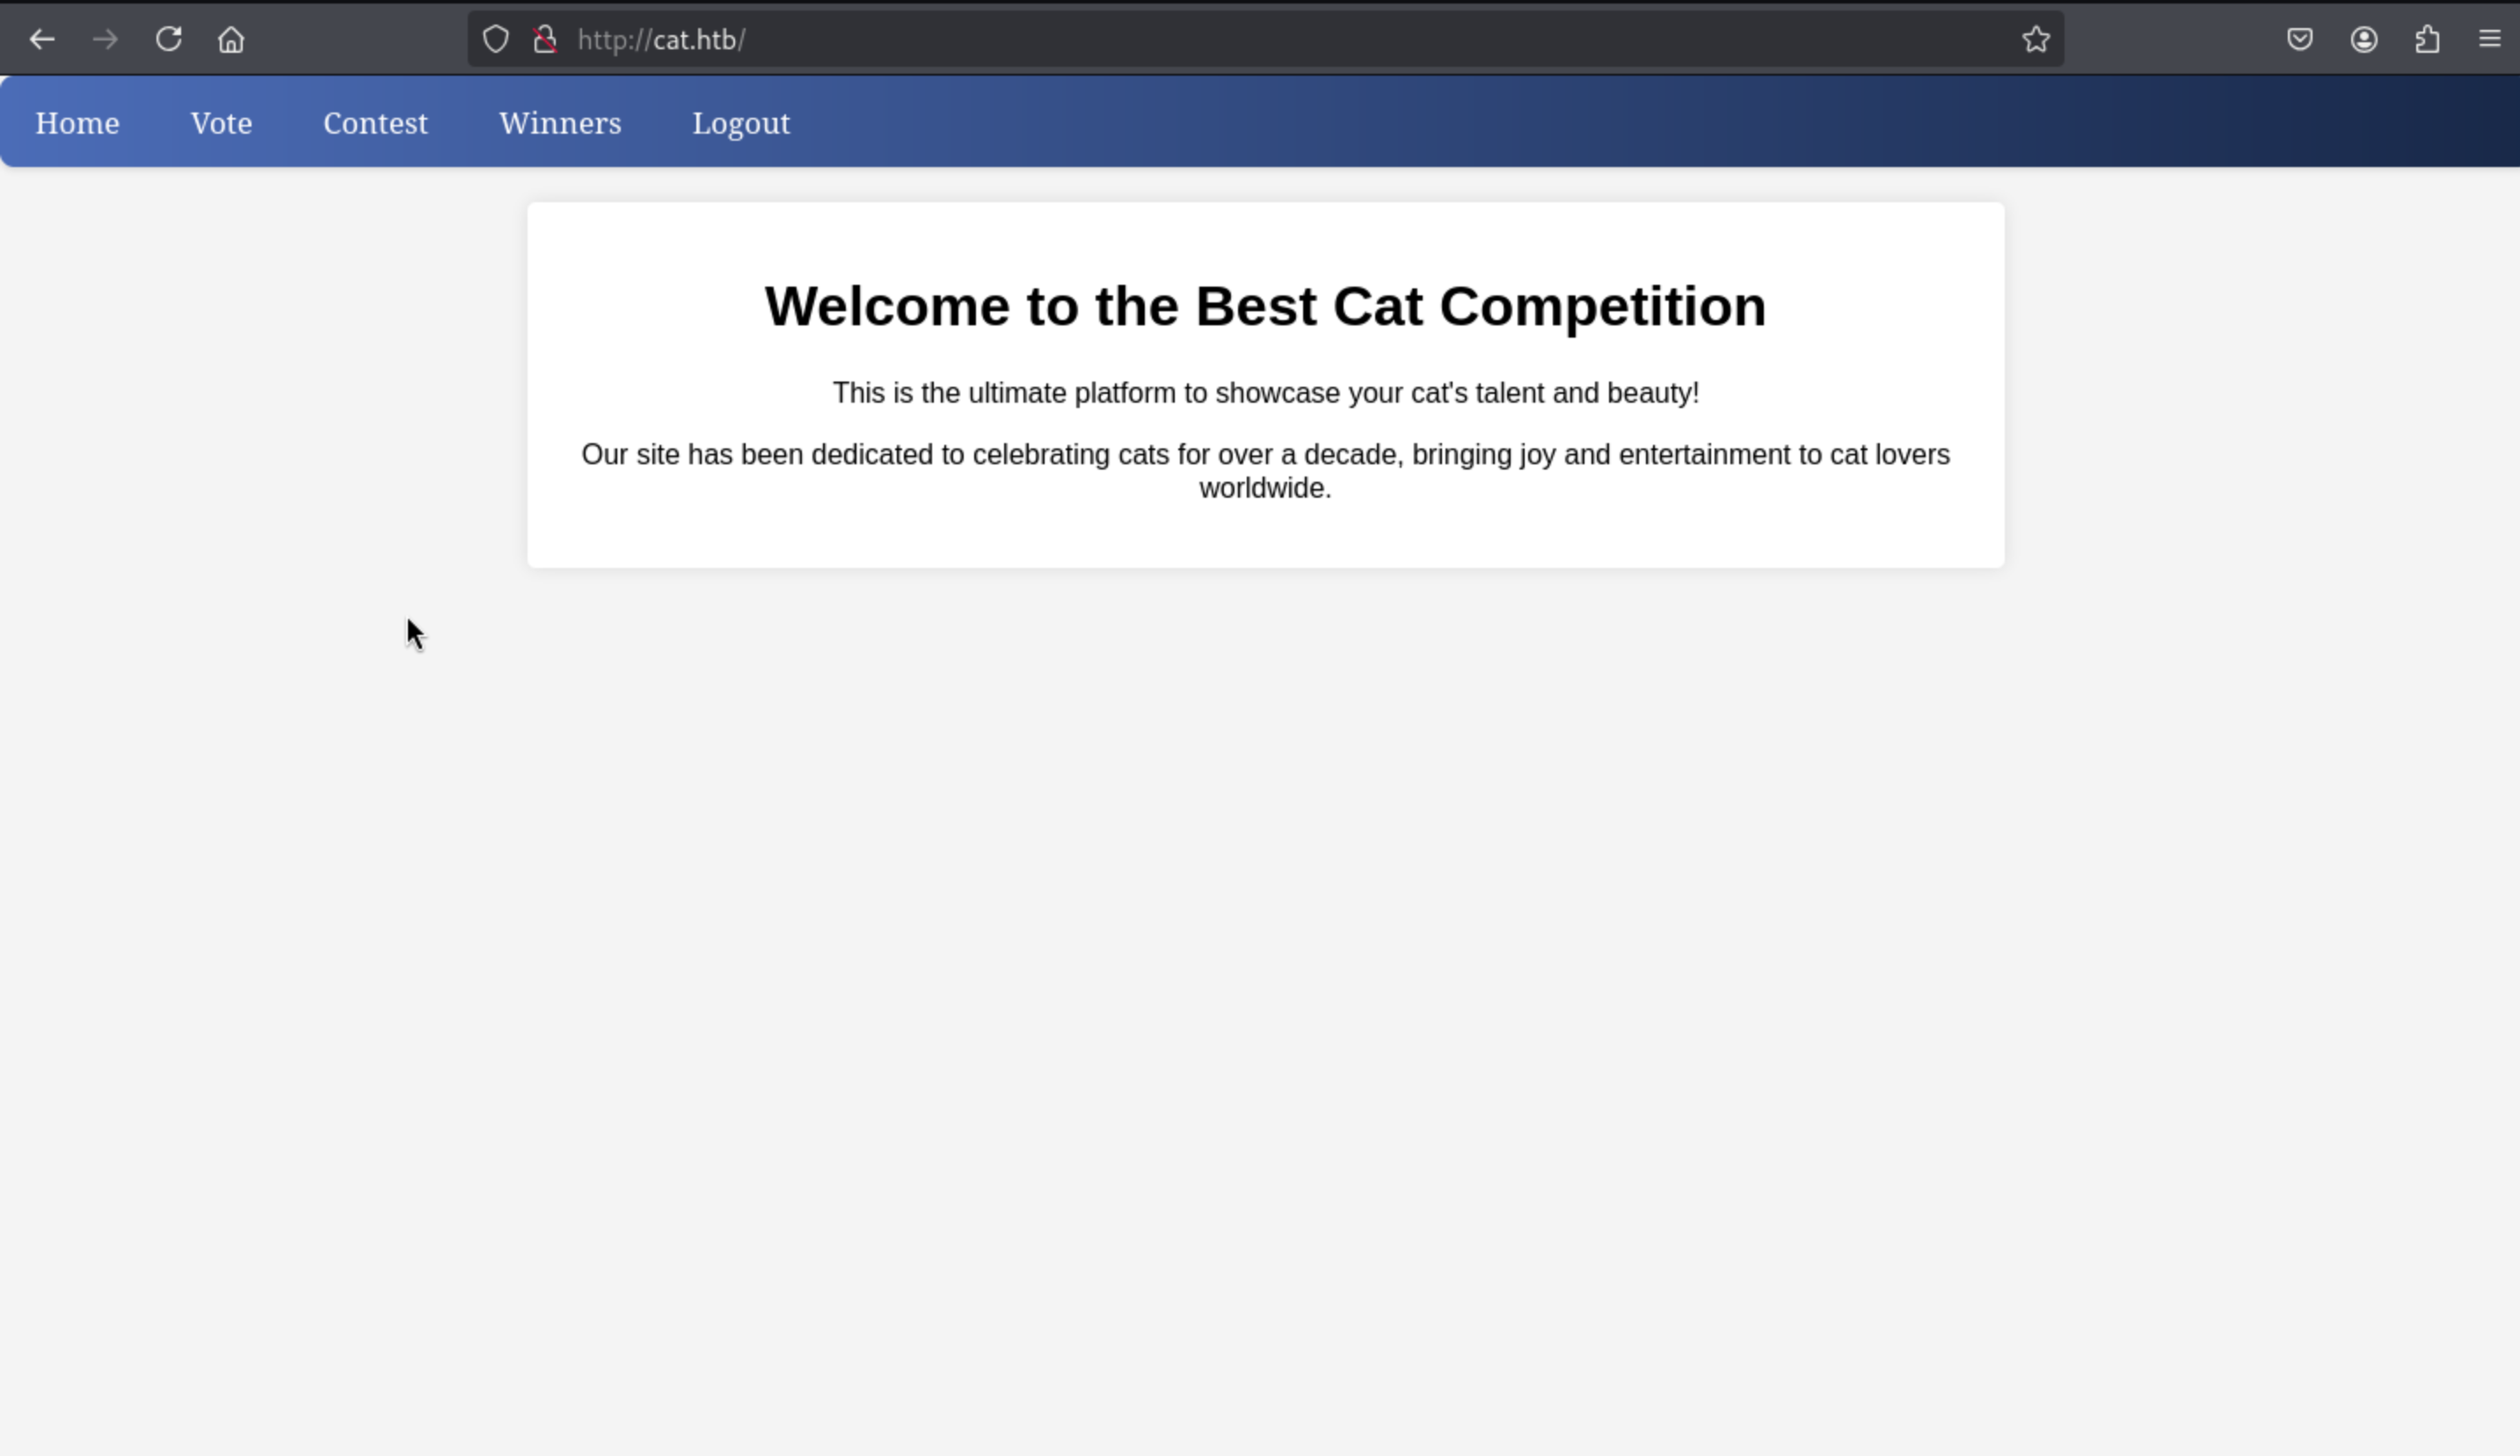 http://cat.htb/
Home Vote Contest Winners Logout
Welcome to the Best Cat Competition
This is the ultimate platform to showcase your cat's talent and beauty!
Our site has been dedicated to celebrating cats for over a decade, bringing joy and entertainment to cat lovers
worldwide.